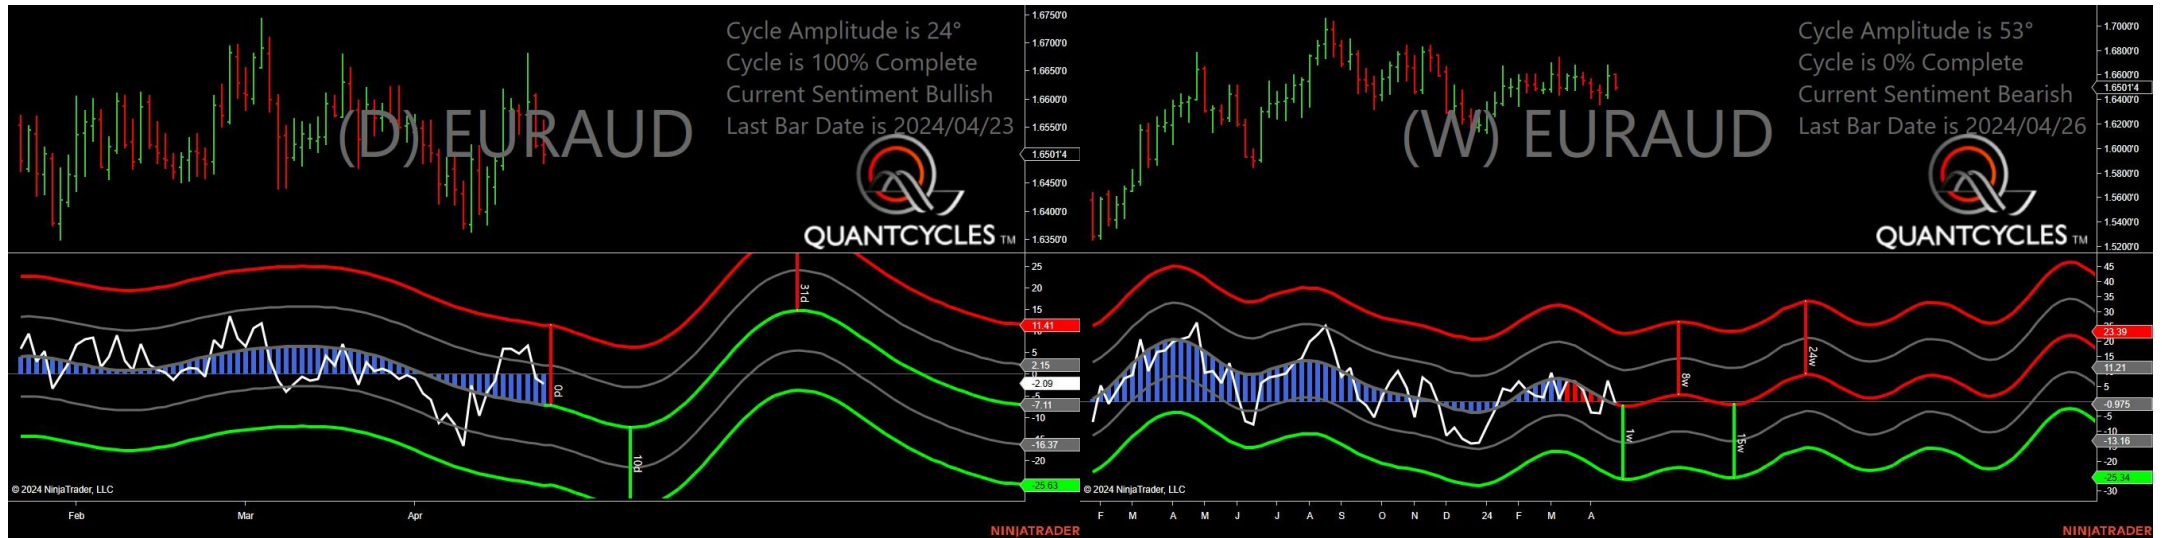 Cycle Amplitude is 24°
Cycle is 100% Complete
Current Sentiment Bullish
Last Bar Date is 2024/04/23
(D) EURAUD
QUANTCYCLES TM
1.6750'0
1.6700'0
1.6650'0
1.6600'0
1.6550'0
1.6501'4
1.6450'0
1.6400'0
1.6350'0
25
20
15
11.41
5
2.15
-2.09
-7.11
-10
-16.37
-20
-25.63
0d
10d
31d
© 2024 NinjaTrader, LLC
Feb Mar Apr
NINJATRADER
Cycle Amplitude is 53°
Cycle is 0% Complete
Current Sentiment Bearish
Last Bar Date is 2024/04/26
(W) EURAUD
QUANTCYCLES TM
1.7000'0
1.6800'0
1.6600'0
1.6501'4
1.6400'0
1.6200'0
1.6000'0
1.5800'0
1.5600'0
1.5400'0
1.5200'0
45
35
30
23.39
20
15
11.21
5
-0.975
-5
-13.16
-20
-25.34
-30
1w
8w
15w
24w
© 2024 NinjaTrader, LLC
F M A M J J A S O N D 24 F M A
NINJATRADER